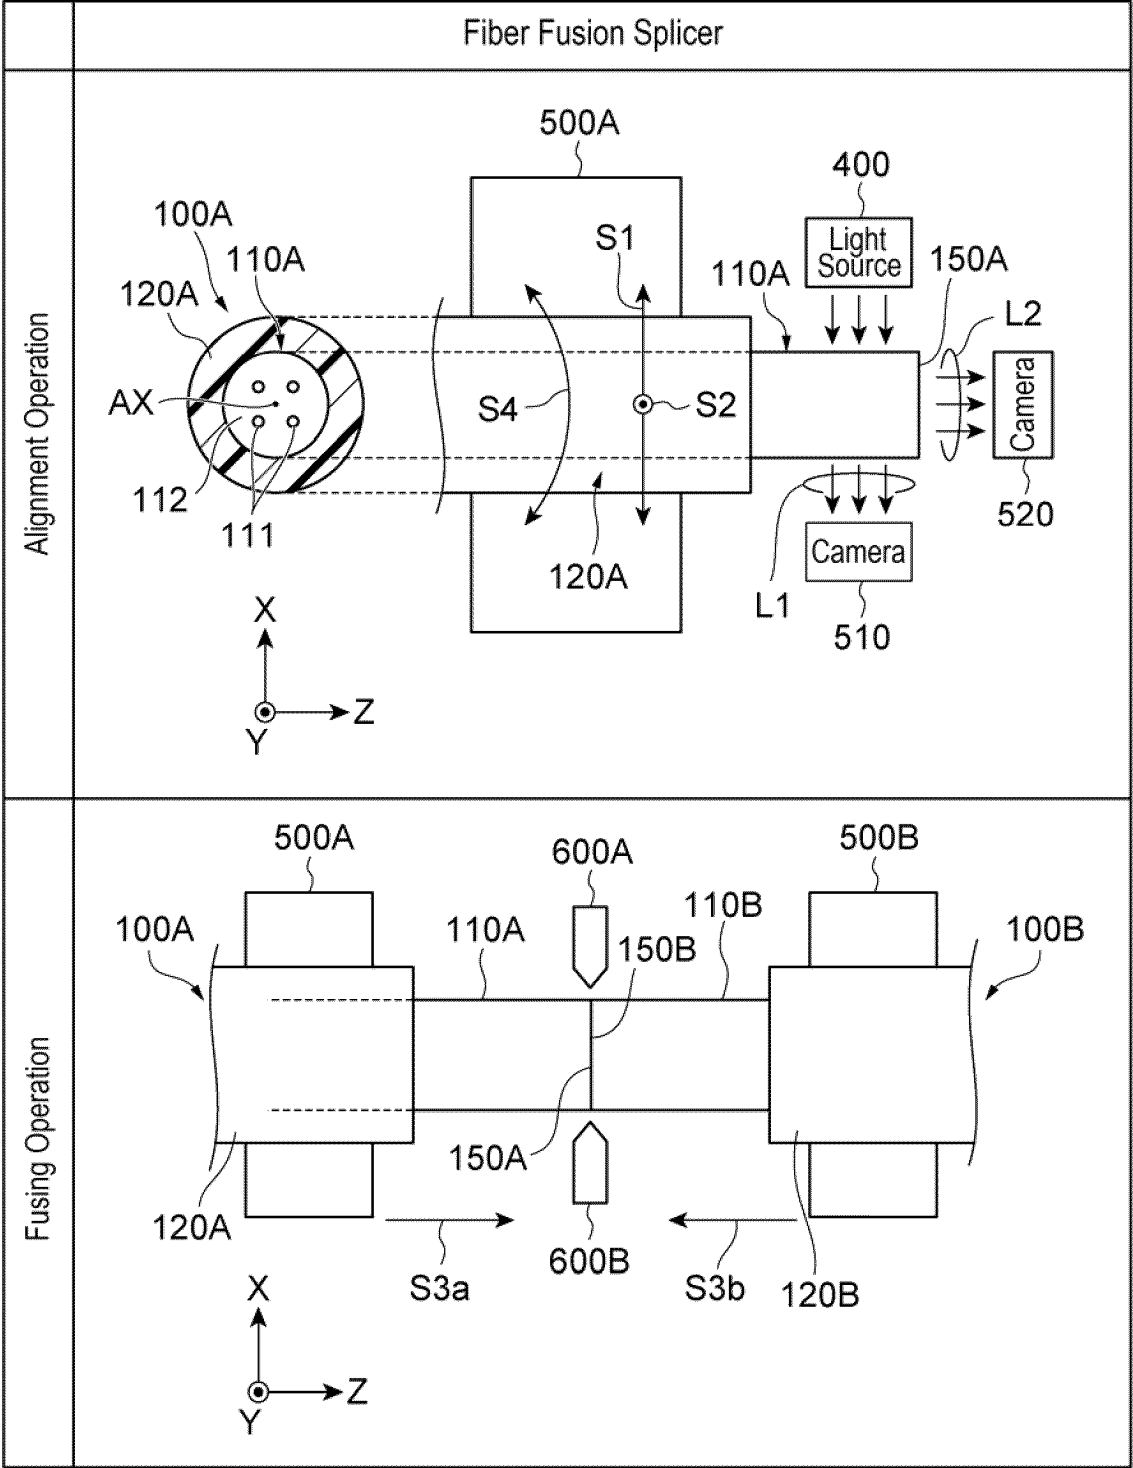 Fiber Fusion Splicer
Alignment Operation
500A
400
100A
S1
Light
Source
110A
110A
150A
120A
L2
AX
S4
S2
Camera
112
111
120A
520
Camera
L1
510
X
Z
Y
Fusing Operation
500A
600A
500B
100A
110A
110B
100B
150B
150A
120A
600B
S3a
S3b
120B
X
Z
Y